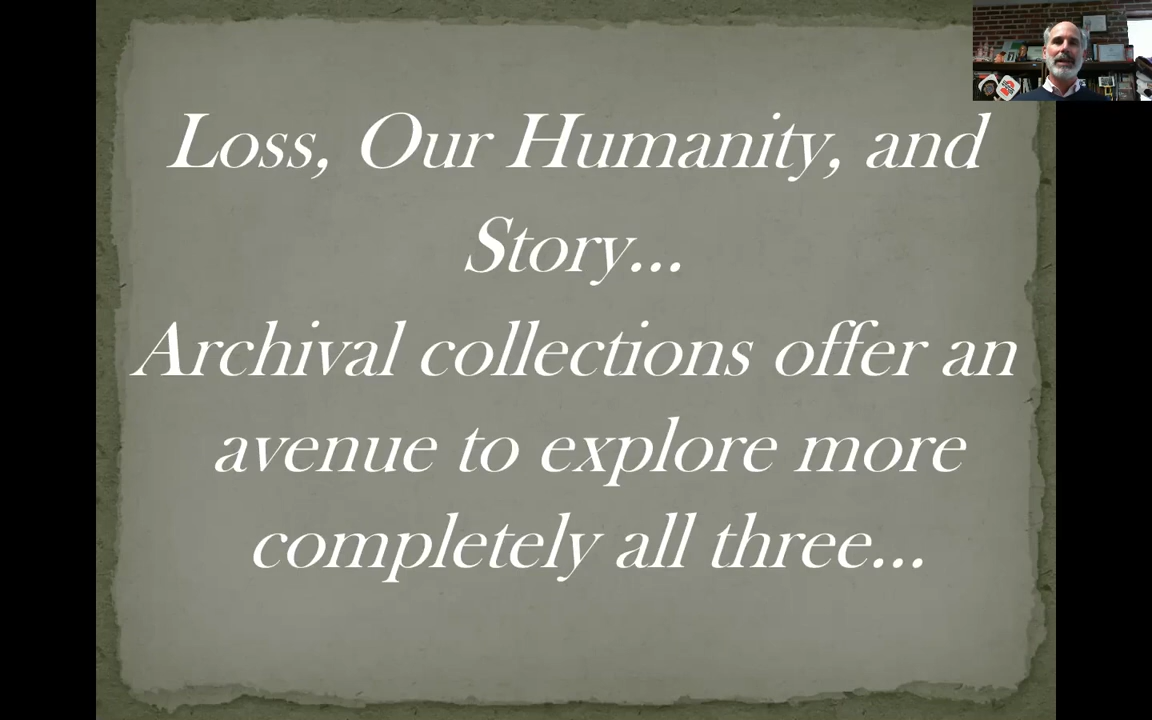 Loss, Our Humanity, and
Story...
Archival collections offer an
avenue to explore more
completely all three...